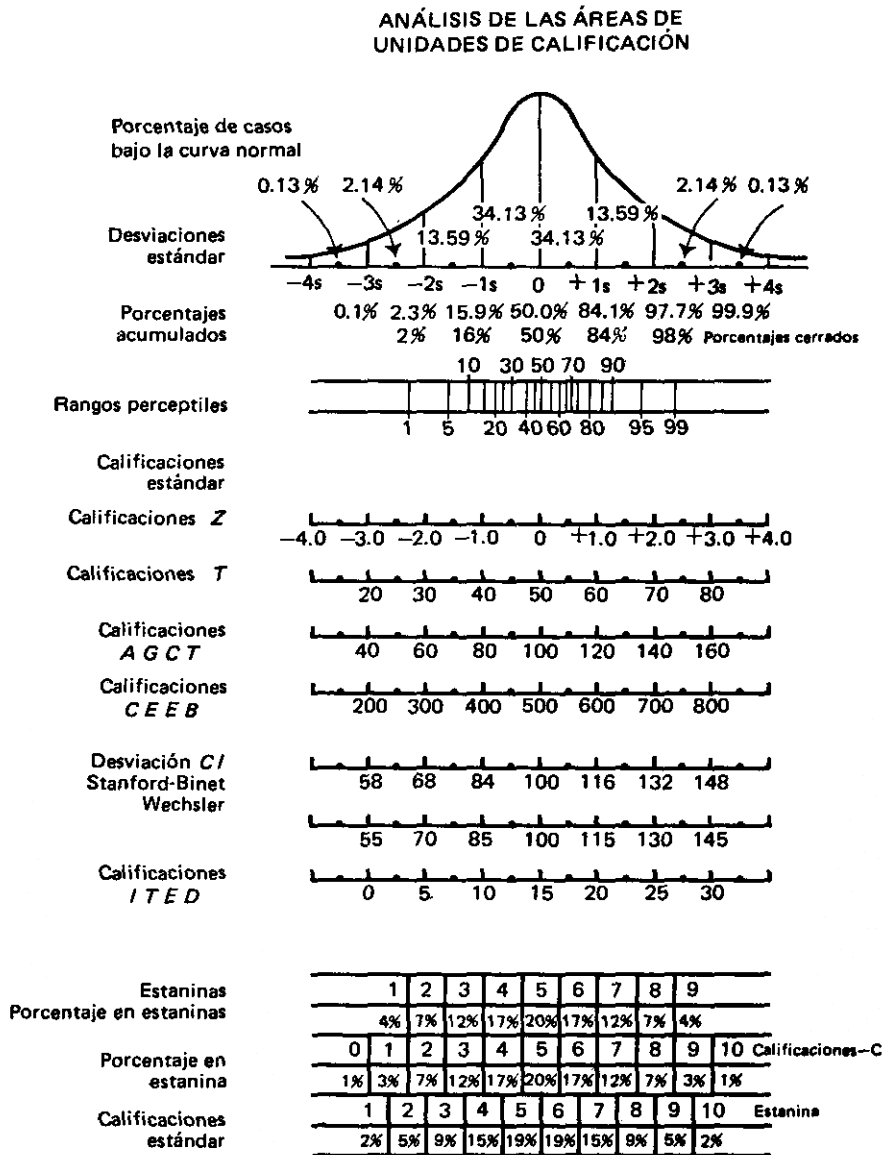 ANÁLISIS DE LAS ÁREAS DE
UNIDADES DE CALIFICACIÓN
Porcentaje de casos
bajo la curva normal
0.13% 2.14% 2.14% 0.13%
34.13% 13.59%
13.59% 34.13%
Desviaciones
estándar
−4s −3s −2s −1s 0 +1s +2s +3s +4s
Porcentajes
acumulados
0.1% 2.3% 15.9% 50.0% 84.1% 97.7% 99.9%
2% 16% 50% 84% 98% Porcentajes cerrados
10 30 50 70 90
Rangos perceptiles
1 5 20 40 60 80 95 99
Calificaciones
estándar
Calificaciones Z
−4.0 −3.0 −2.0 −1.0 0 +1.0 +2.0 +3.0 +4.0
Calificaciones T
20 30 40 50 60 70 80
Calificaciones
AGCT
40 60 80 100 120 140 160
Calificaciones
CEEB
200 300 400 500 600 700 800
Desviación CI
Stanford-Binet
Wechsler
58 68 84 100 116 132 148
55 70 85 100 115 130 145
Calificaciones
ITED
0 5 10 15 20 25 30
Estaninas
1 2 3 4 5 6 7 8 9
Porcentaje en estaninas
4% 7% 12% 17% 20% 17% 12% 7% 4%
0 1 2 3 4 5 6 7 8 9 10 Calificaciones−C
Porcentaje en
estanina
1% 3% 7% 12% 17% 20% 17% 12% 7% 3% 1%
1 2 3 4 5 6 7 8 9 10 Estanina
Calificaciones
estándar
2% 5% 9% 15% 19% 19% 15% 9% 5% 2%